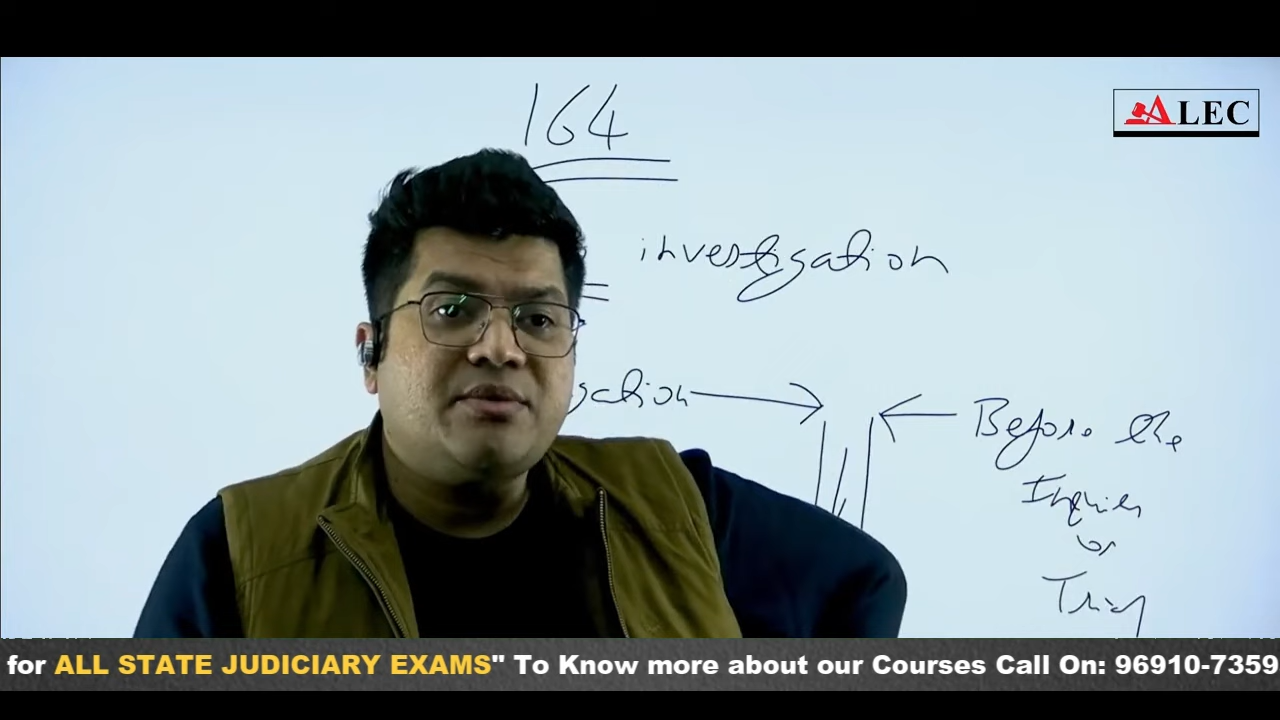 164
ALEC
investigation
gation
Before the
Inquiry
or
Trial
for ALL STATE JUDICIARY EXAMS" To Know more about our Courses Call On: 96910-7359